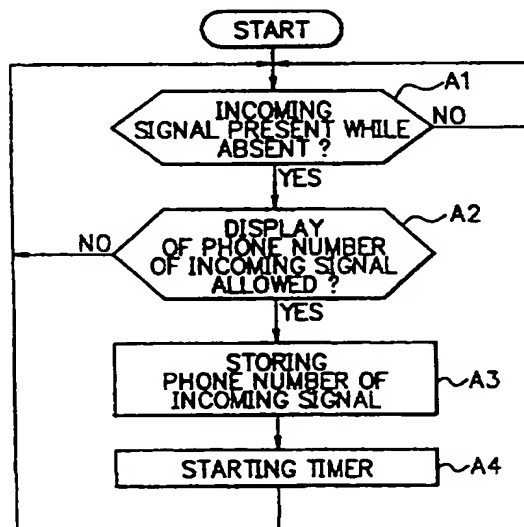 START
A1
INCOMING
SIGNAL PRESENT WHILE
ABSENT ?
NO
YES
A2
DISPLAY
OF PHONE NUMBER
OF INCOMING SIGNAL
ALLOWED ?
NO
YES
STORING
PHONE NUMBER OF
INCOMING SIGNAL
A3
STARTING TIMER
A4